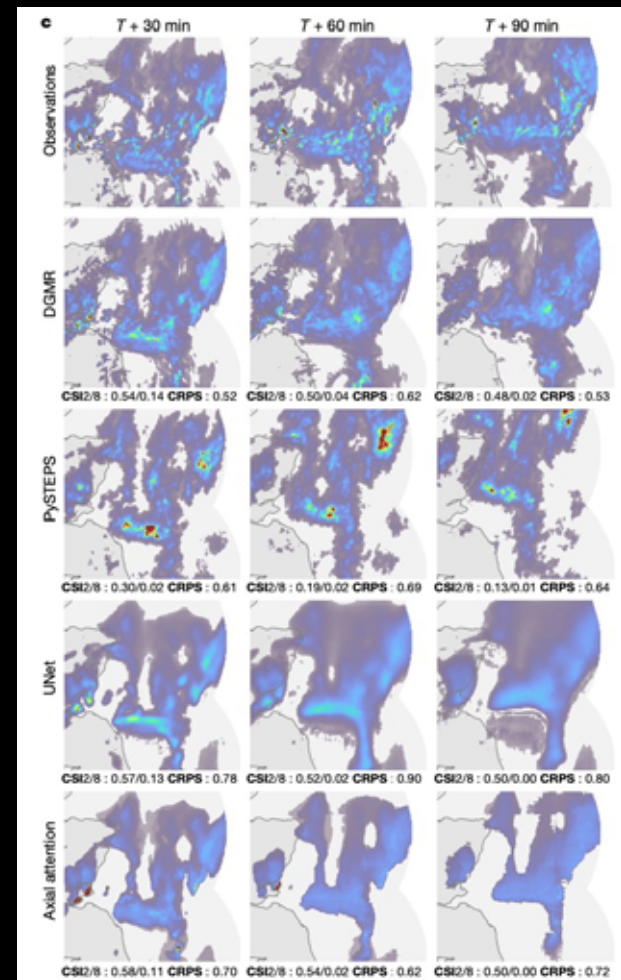 c
T + 30 min T + 60 min T + 90 min
Observations
DGMR
CSI2/8 : 0.54/0.14 CRPS : 0.52 CSI2/8 : 0.50/0.04 CRPS : 0.62 CSI2/8 : 0.48/0.02 CRPS : 0.53
PySTEPS
CSI2/8 : 0.30/0.02 CRPS : 0.61 CSI2/8 : 0.19/0.02 CRPS : 0.69 CSI2/8 : 0.13/0.01 CRPS : 0.64
UNet
CSI2/8 : 0.57/0.13 CRPS : 0.78 CSI2/8 : 0.52/0.02 CRPS : 0.90 CSI2/8 : 0.50/0.00 CRPS : 0.80
Axial attention
CSI2/8 : 0.58/0.11 CRPS : 0.70 CSI2/8 : 0.54/0.02 CRPS : 0.62 CSI2/8 : 0.50/0.00 CRPS : 0.72